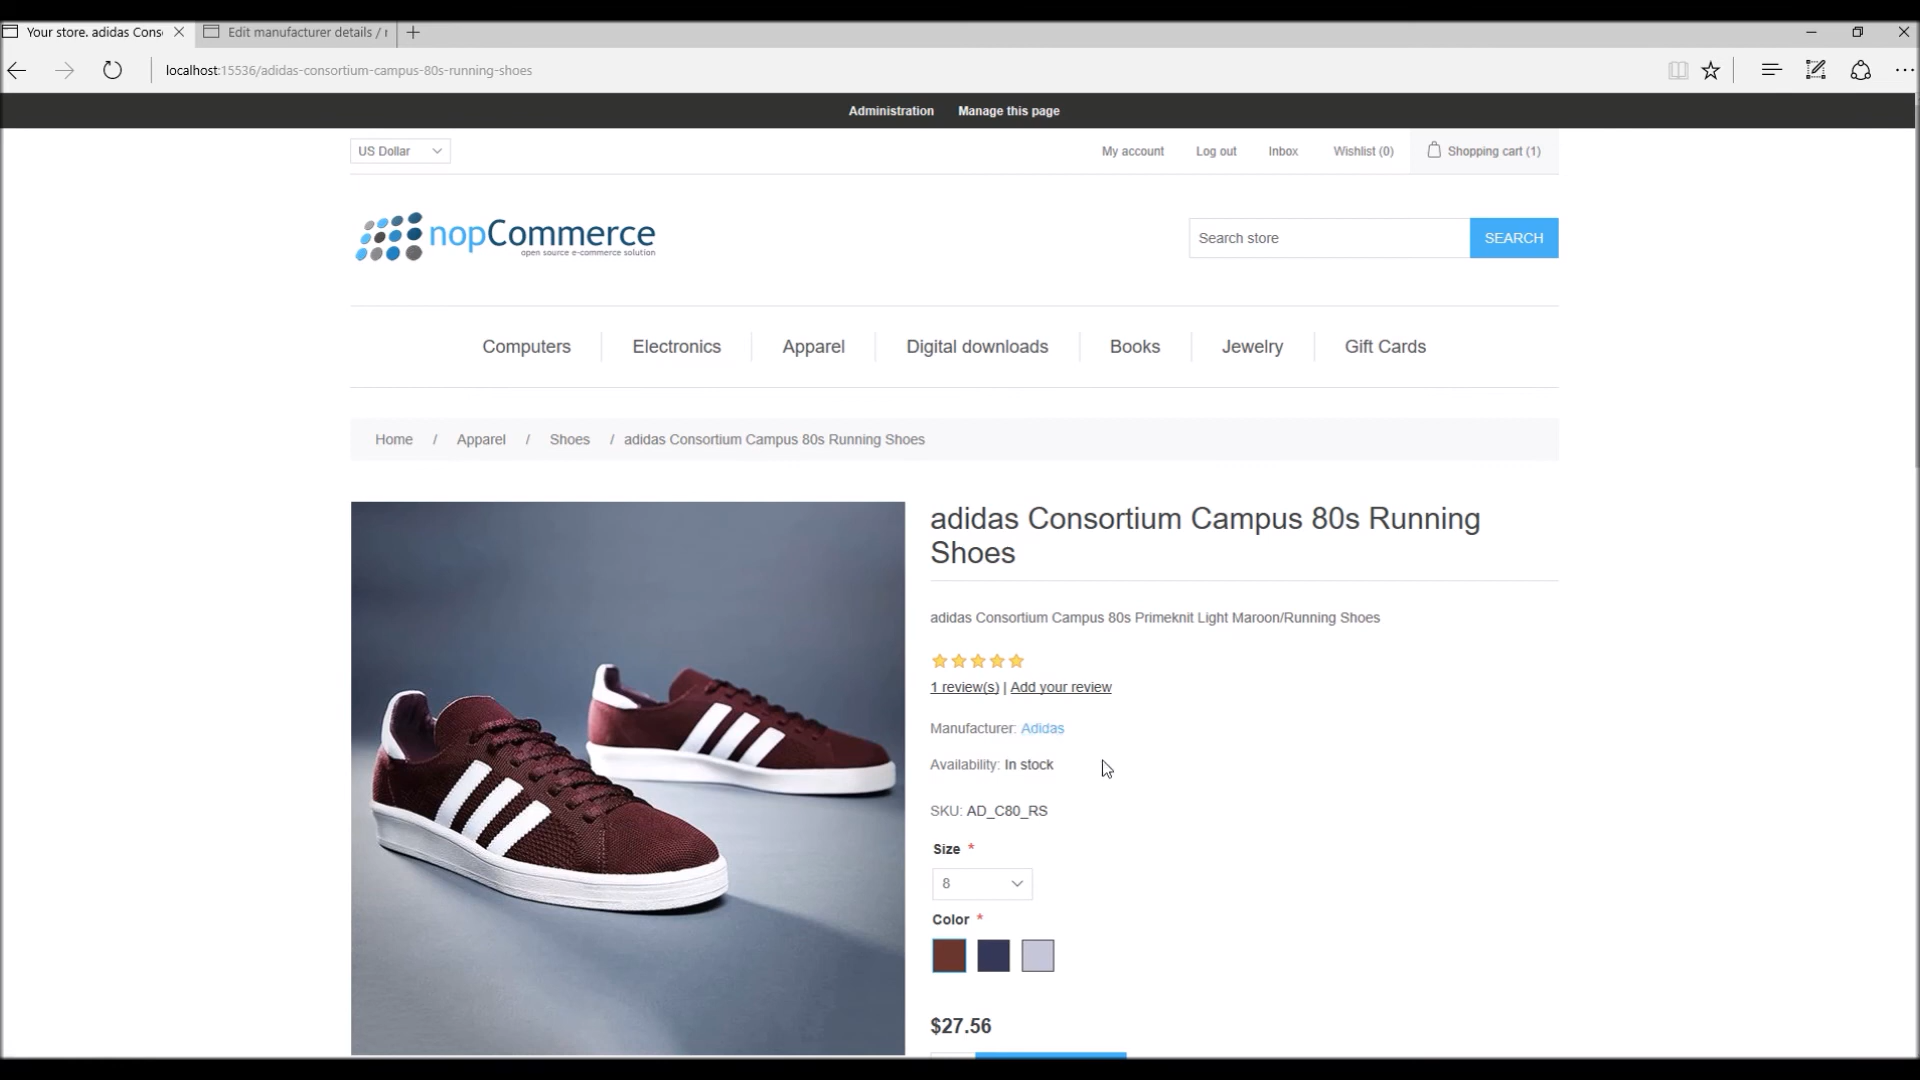 Your store. adidas Cons
Edit manufacturer details /
localhost:15536/adidas-consortium-campus-80s-running-shoes
Administration Manage this page
US Dollar
My account Log out Inbox Wishlist (0) Shopping cart (1)
nopCommerce
open source e-commerce solution
Search store
SEARCH
Computers Electronics Apparel Digital downloads Books Jewelry Gift Cards
Home / Apparel / Shoes / adidas Consortium Campus 80s Running Shoes
adidas Consortium Campus 80s Running
Shoes
adidas Consortium Campus 80s Primeknit Light Maroon/Running Shoes
1 review(s) | Add your review
Manufacturer: Adidas
Availability: In stock
SKU: AD_C80_RS
Size *
8
Color *
$27.56